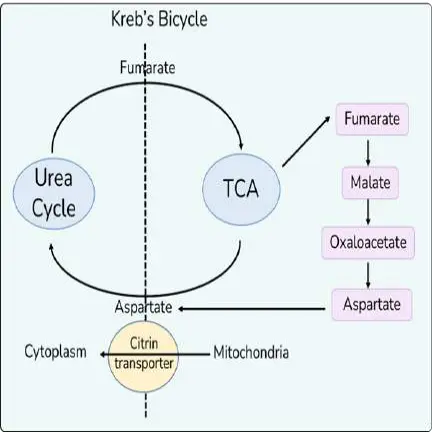 Kreb's Bicycle
Fumarate
Urea
Cycle
TCA
Fumarate
Malate
Oxaloacetate
Aspartate
Aspartate
Cytoplasm
Citrin
transporter
Mitochondria